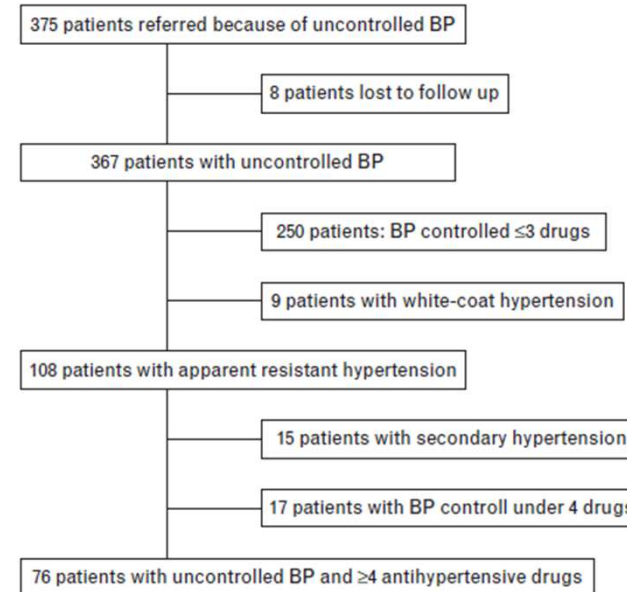 375 patients referred because of uncontrolled BP
8 patients lost to follow up
367 patients with uncontrolled BP
250 patients: BP controlled ≤3 drugs
9 patients with white-coat hypertension
108 patients with apparent resistant hypertension
15 patients with secondary hypertension
17 patients with BP controll under 4 drugs
76 patients with uncontrolled BP and ≥4 antihypertensive drugs